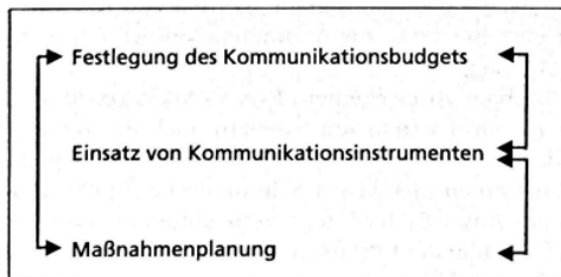 Festlegung des Kommunikationsbudgets
Einsatz von Kommunikationsinstrumenten
Maßnahmenplanung